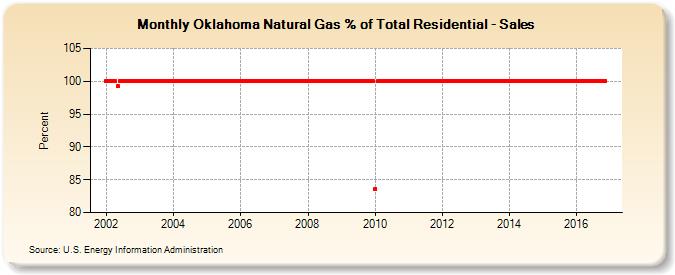 Monthly Oklahoma Natural Gas % of Total Residential - Sales
105
100
95
90
85
80
Percent
2002 2004 2006 2008 2010 2012 2014 2016
Source: U.S. Energy Information Administration